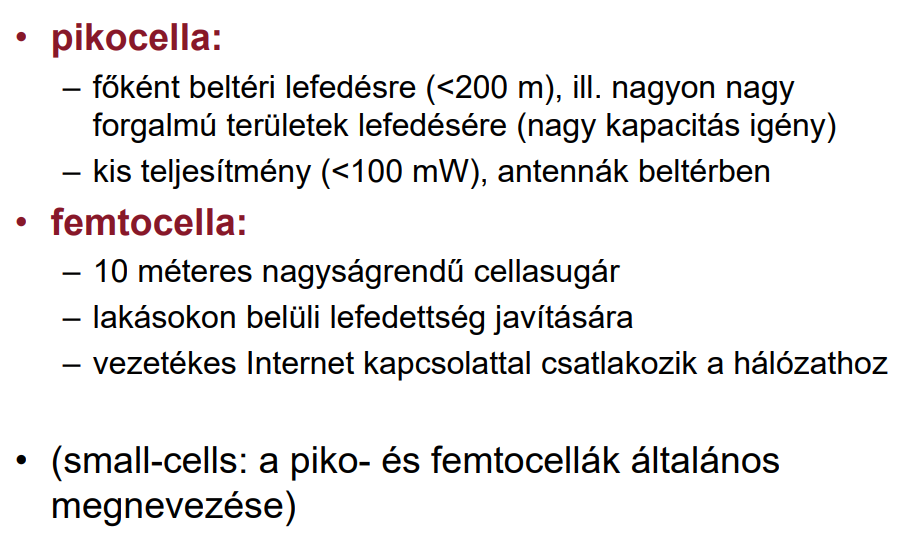 • pikocella:
– főként beltéri lefedésre (<200 m), ill. nagyon nagy
forgalmú területek lefedésére (nagy kapacitás igény)
– kis teljesítmény (<100 mW), antennák beltérben
• femtocella:
– 10 méteres nagyságrendű cellasugár
– lakásokon belüli lefedettség javítására
– vezetékes Internet kapcsolattal csatlakozik a hálózathoz
• (small-cells: a piko- és femtocellák általános
megnevezése)